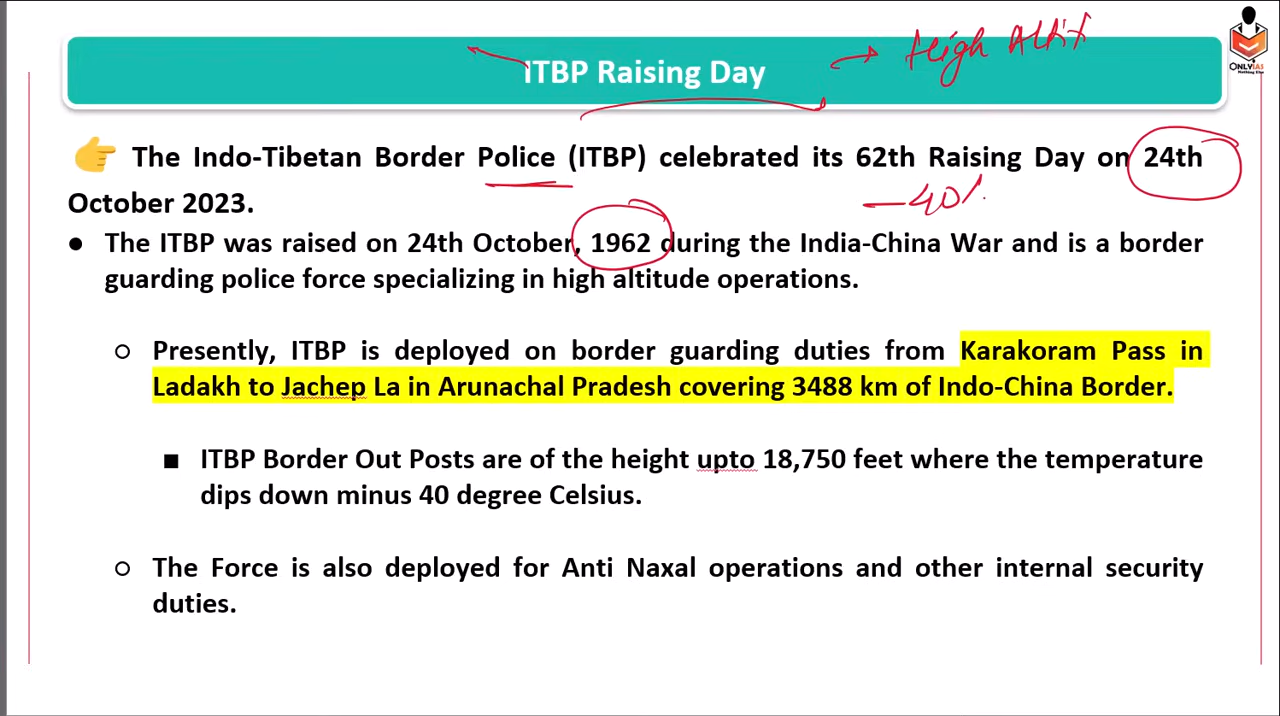 High Altit
ITBP Raising Day
ONLYIAS
Nothing Else
The Indo-Tibetan Border Police (ITBP) celebrated its 62th Raising Day on 24th
October 2023.
-40%
● The ITBP was raised on 24th October, 1962 during the India-China War and is a border
guarding police force specializing in high altitude operations.
○ Presently, ITBP is deployed on border guarding duties from Karakoram Pass in
Ladakh to Jachep La in Arunachal Pradesh covering 3488 km of Indo-China Border.
■ ITBP Border Out Posts are of the height upto 18,750 feet where the temperature
dips down minus 40 degree Celsius.
○ The Force is also deployed for Anti Naxal operations and other internal security
duties.